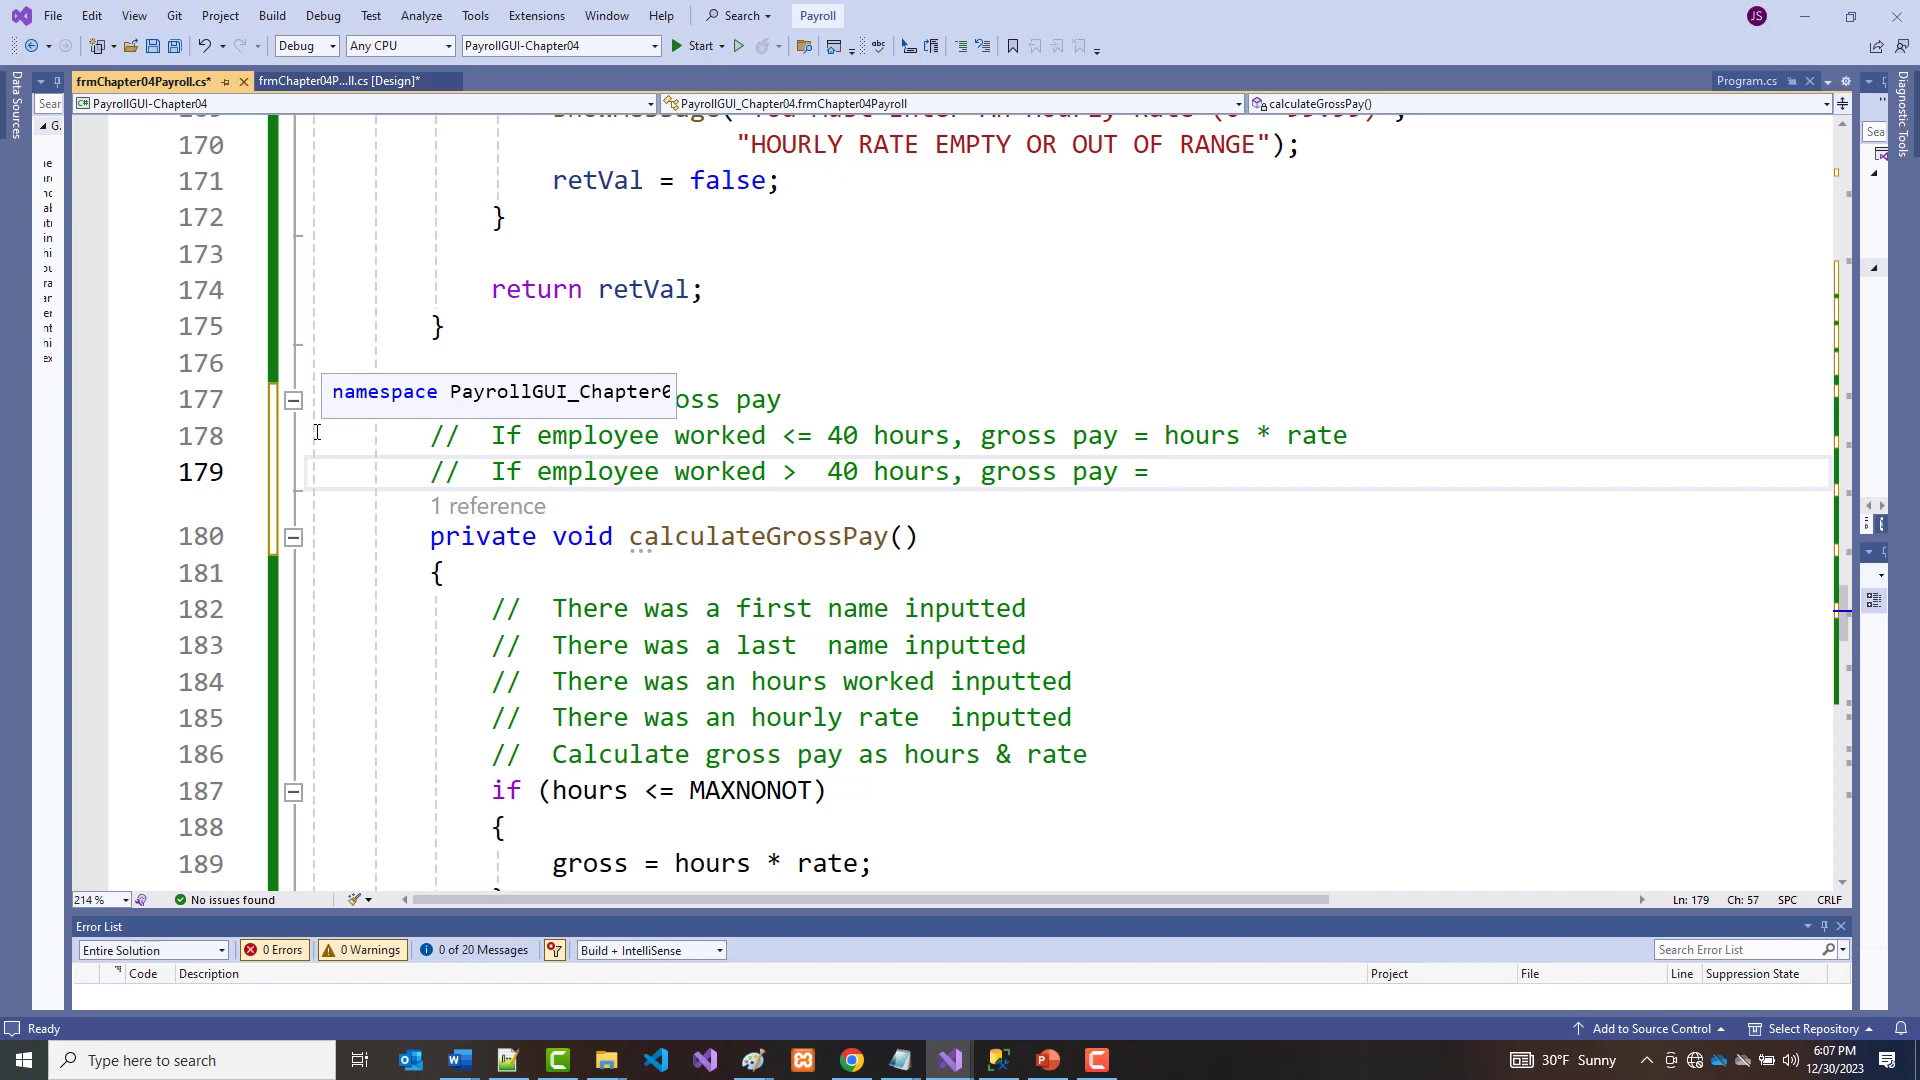 File Edit View Git Project Build Debug Test Analyze Tools Extensions Window Help Search Payroll JS
Debug Any CPU PayrollGUI-Chapter04 Start
Data Sources
frmChapter04Payroll.cs* frmChapter04P...ll.cs [Design]* Program.cs
Diagnostic Tools
Sear PayrollGUI-Chapter04 PayrollGUI_Chapter04.frmChapter04Payroll calculateGrossPay()
170 "HOURLY RATE EMPTY OR OUT OF RANGE");
171 retVal = false;
172 }
173
174 return retVal;
175 }
176
namespace PayrollGUI_Chapter0
177 oss pay
178 // If employee worked <= 40 hours, gross pay = hours * rate
179 // If employee worked >  40 hours, gross pay =
1 reference
180 private void calculateGrossPay()
181 {
182 //  There was a first name inputted
183 //  There was a last  name inputted
184 //  There was an hours worked inputted
185 //  There was an hourly rate  inputted
186 //  Calculate gross pay as hours & rate
187 if (hours <= MAXNONOT)
188 {
189 gross = hours * rate;
214 % No issues found Ln: 179 Ch: 57 SPC CRLF
Error List
Entire Solution 0 Errors 0 Warnings 0 of 20 Messages Build + IntelliSense Search Error List
Code Description Project File Line Suppression State
Ready Add to Source Control Select Repository
Type here to search 30°F Sunny 6:07 PM
12/30/2023